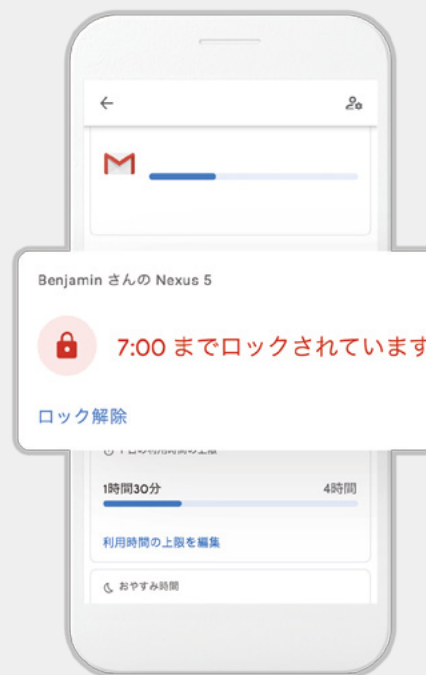 Benjamin さんの Nexus 5
7:00 までロックされています
ロック解除
1時間30分 4時間
利用時間の上限を編集
おやすみ時間